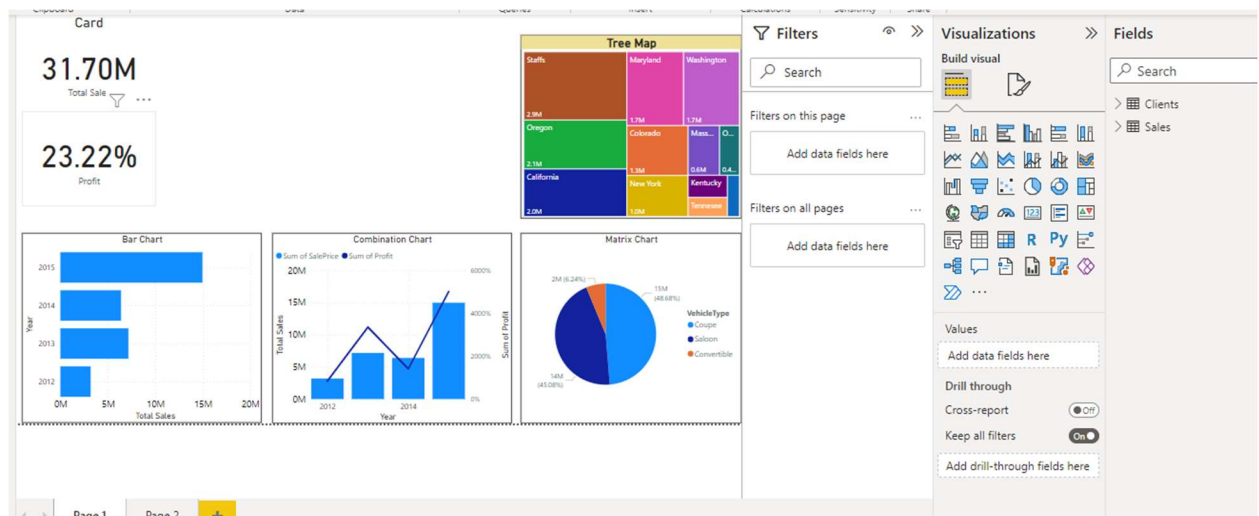 Clipboard
Data
Queries
Insert
Calculations
Sensitivity
Share
Card
31.70M
Total Sale
23.22%
Profit
Tree Map
Staffs
2.9M
Oregon
2.1M
California
2.0M
Maryland
1.7M
Washington
1.7M
Colorado
1.3M
Mass...
0.6M
O...
0.4...
New York
1.0M
Kentucky
Tennessee
Bar Chart
Year
2015
2014
2013
2012
0M 5M 10M 15M 20M
Total Sales
Combination Chart
Sum of SalePrice Sum of Profit
Total Sales
20M
15M
10M
5M
0M
6000%
4000%
2000%
0%
Sum of Profit
2012 2014
Year
Matrix Chart
2M (6.24%)
15M
(48.68%)
14M
(45.08%)
VehicleType
Coupe
Saloon
Convertible
Filters
Search
Filters on this page ...
Add data fields here
Filters on all pages ...
Add data fields here
Visualizations
Build visual
123
R Py
...
Values
Add data fields here
Drill through
Cross-report Off
Keep all filters On
Add drill-through fields here
Fields
Search
Clients
Sales
Page 1 Page 2 +